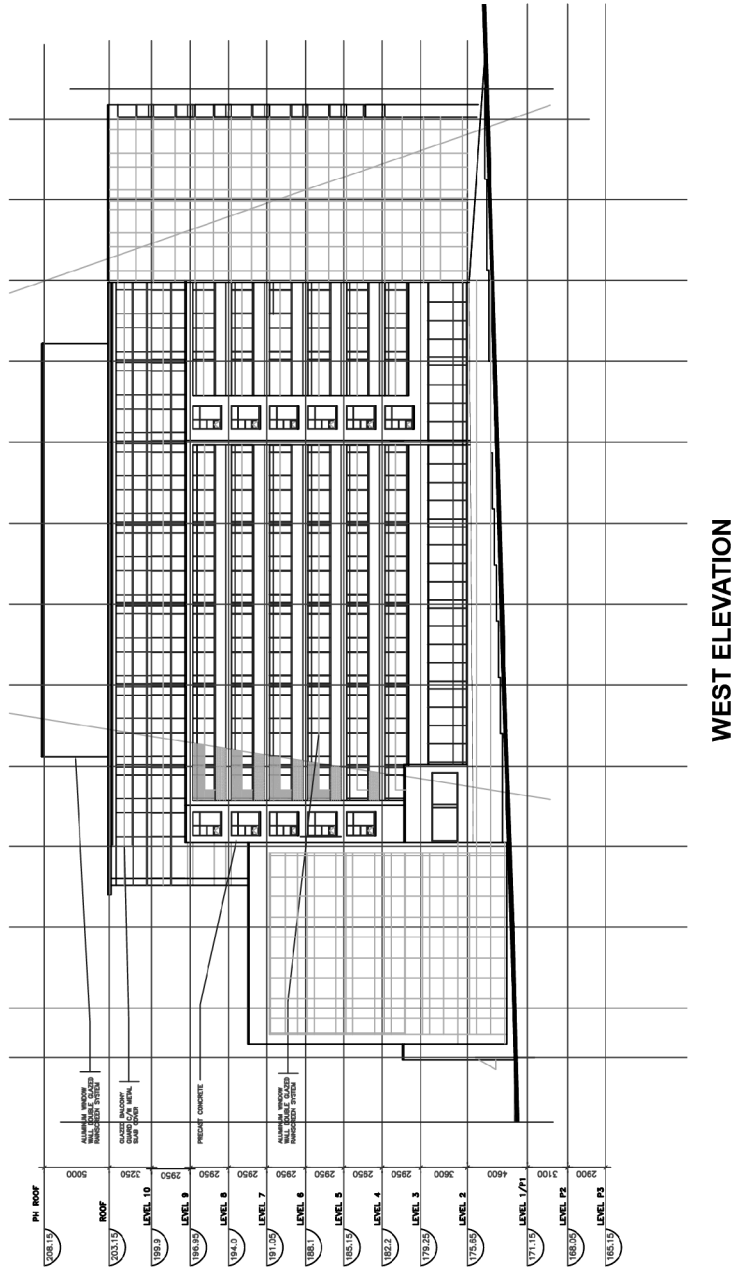 WEST ELEVATION
ALUMINUM WINDOW
WALL DOUBLE GLAZED
RAINSCREEN SYSTEM
GLAZED BALCONY
GUARD C/W METAL
SLAB COVER
PRECAST CONCRETE
ALUMINUM WINDOW
WALL DOUBLE GLAZED
RAINSCREEN SYSTEM
5000
3250
2950
2950
2950
2950
2950
2950
2950
3600
4600
3100
2900
PH ROOF
208.15
ROOF
203.15
LEVEL 10
199.9
LEVEL 9
196.95
LEVEL 8
194.0
LEVEL 7
191.05
LEVEL 6
188.1
LEVEL 5
185.15
LEVEL 4
182.2
LEVEL 3
179.25
LEVEL 2
175.65
LEVEL 1/P1
171.15
LEVEL P2
168.05
LEVEL P3
165.15